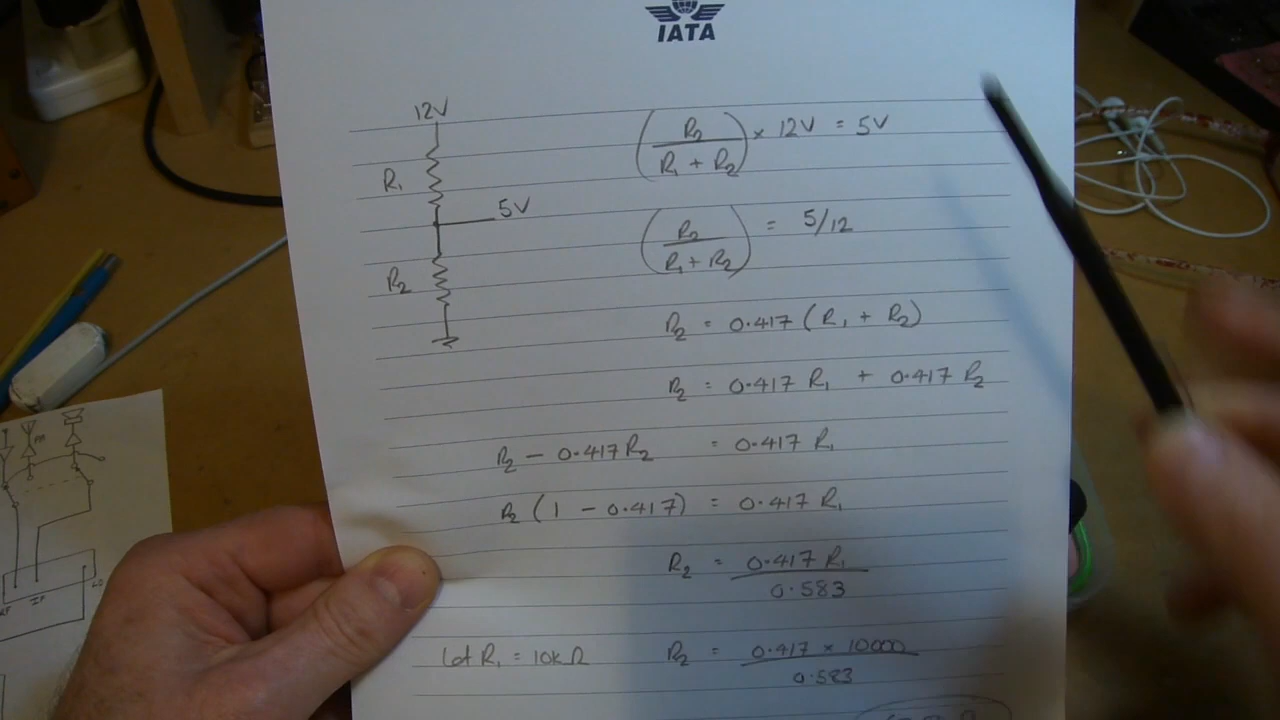 IATA
12V
(R2 / R1 + R2) × 12V = 5V
R1
5V
(R2 / R1 + R2) = 5/12
R2
R2 = 0.417 (R1 + R2)
R2 = 0.417 R1 + 0.417 R2
R2 - 0.417 R2 = 0.417 R1
R2 (1 - 0.417) = 0.417 R1
R2 = 0.417 R1 / 0.583
Let R1 = 10kΩ R2 = 0.417 × 10000 / 0.583
IF